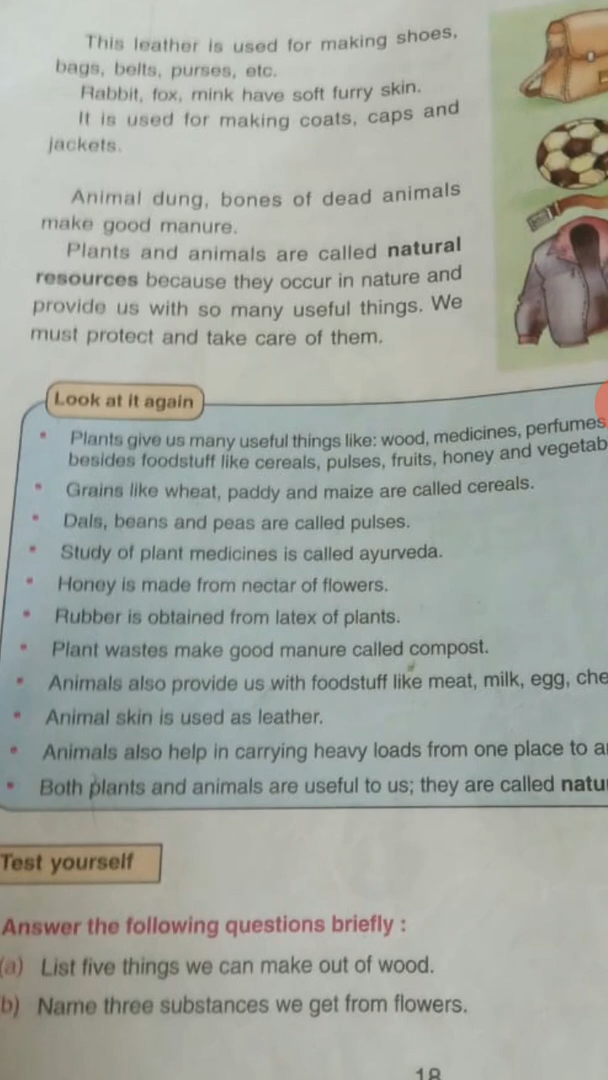 This leather is used for making shoes,
bags, belts, purses, etc.
Rabbit, fox, mink have soft furry skin.
It is used for making coats, caps and
jackets.
Animal dung, bones of dead animals
make good manure.
Plants and animals are called natural
resources because they occur in nature and
provide us with so many useful things. We
must protect and take care of them.
Look at it again
• Plants give us many useful things like: wood, medicines, perfumes
besides foodstuff like cereals, pulses, fruits, honey and vegetab
• Grains like wheat, paddy and maize are called cereals.
• Dals, beans and peas are called pulses.
• Study of plant medicines is called ayurveda.
• Honey is made from nectar of flowers.
• Rubber is obtained from latex of plants.
• Plant wastes make good manure called compost.
• Animals also provide us with foodstuff like meat, milk, egg, che
• Animal skin is used as leather.
• Animals also help in carrying heavy loads from one place to a
• Both plants and animals are useful to us; they are called natu
Test yourself
Answer the following questions briefly :
(a) List five things we can make out of wood.
b) Name three substances we get from flowers.
18